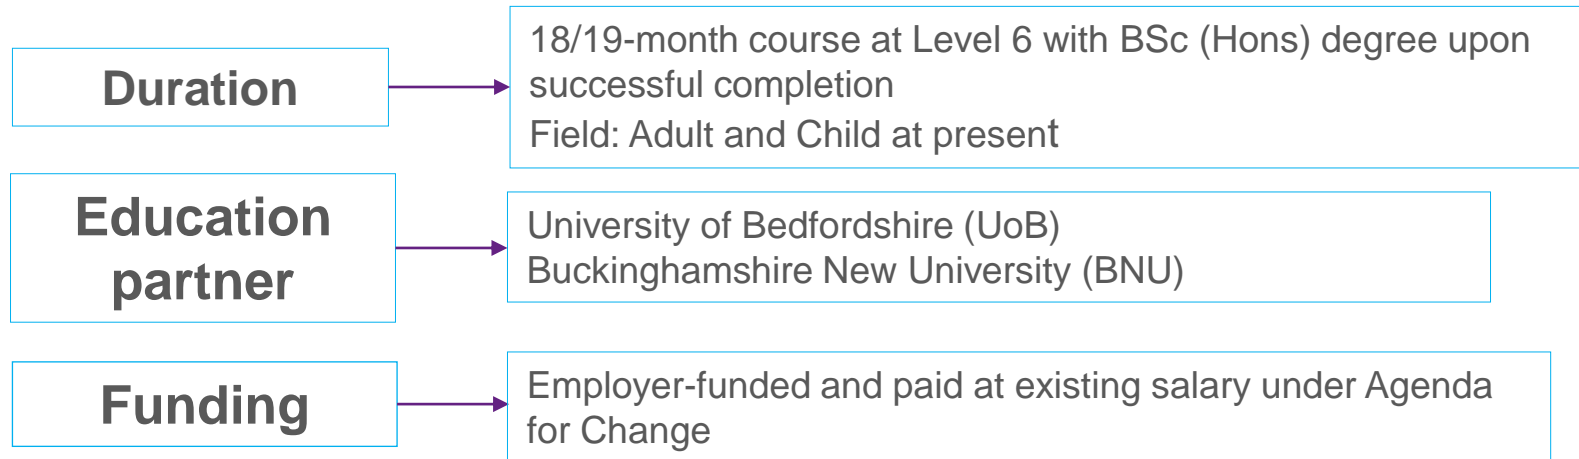 Duration
18/19-month course at Level 6 with BSc (Hons) degree upon
successful completion
Field: Adult and Child at present
Education
partner
University of Bedfordshire (UoB)
Buckinghamshire New University (BNU)
Funding
Employer-funded and paid at existing salary under Agenda
for Change